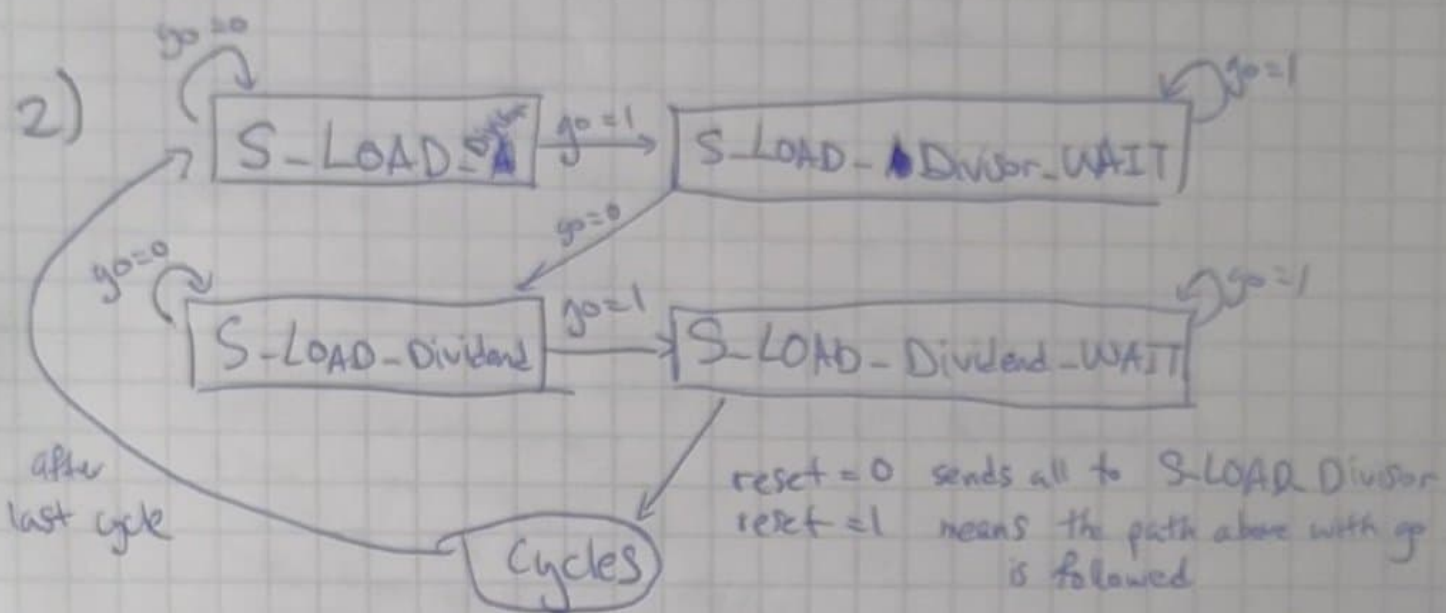 go=0
2)
S-LOAD-Divisor
go=1
S-LOAD-Divisor-WAIT
go=1
go=0
go=0
S-LOAD-Dividend
go=1
S-LOAD-Dividend-WAIT
go=1
after
last cycle
Cycles
reset = 0 sends all to S-LOAD Divisor
reset = 1 means the path above with go
is followed